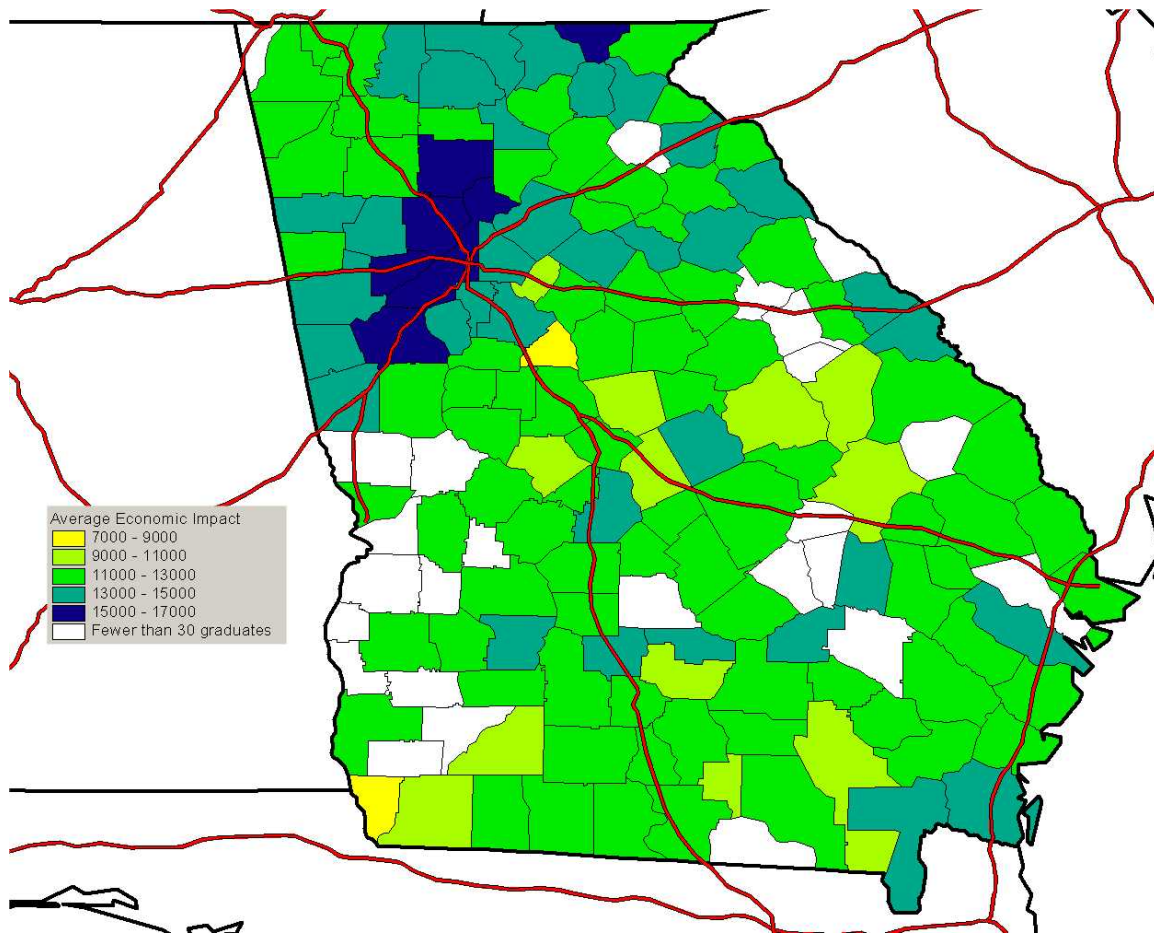 Average Economic Impact
7000 - 9000
9000 - 11000
11000 - 13000
13000 - 15000
15000 - 17000
Fewer than 30 graduates